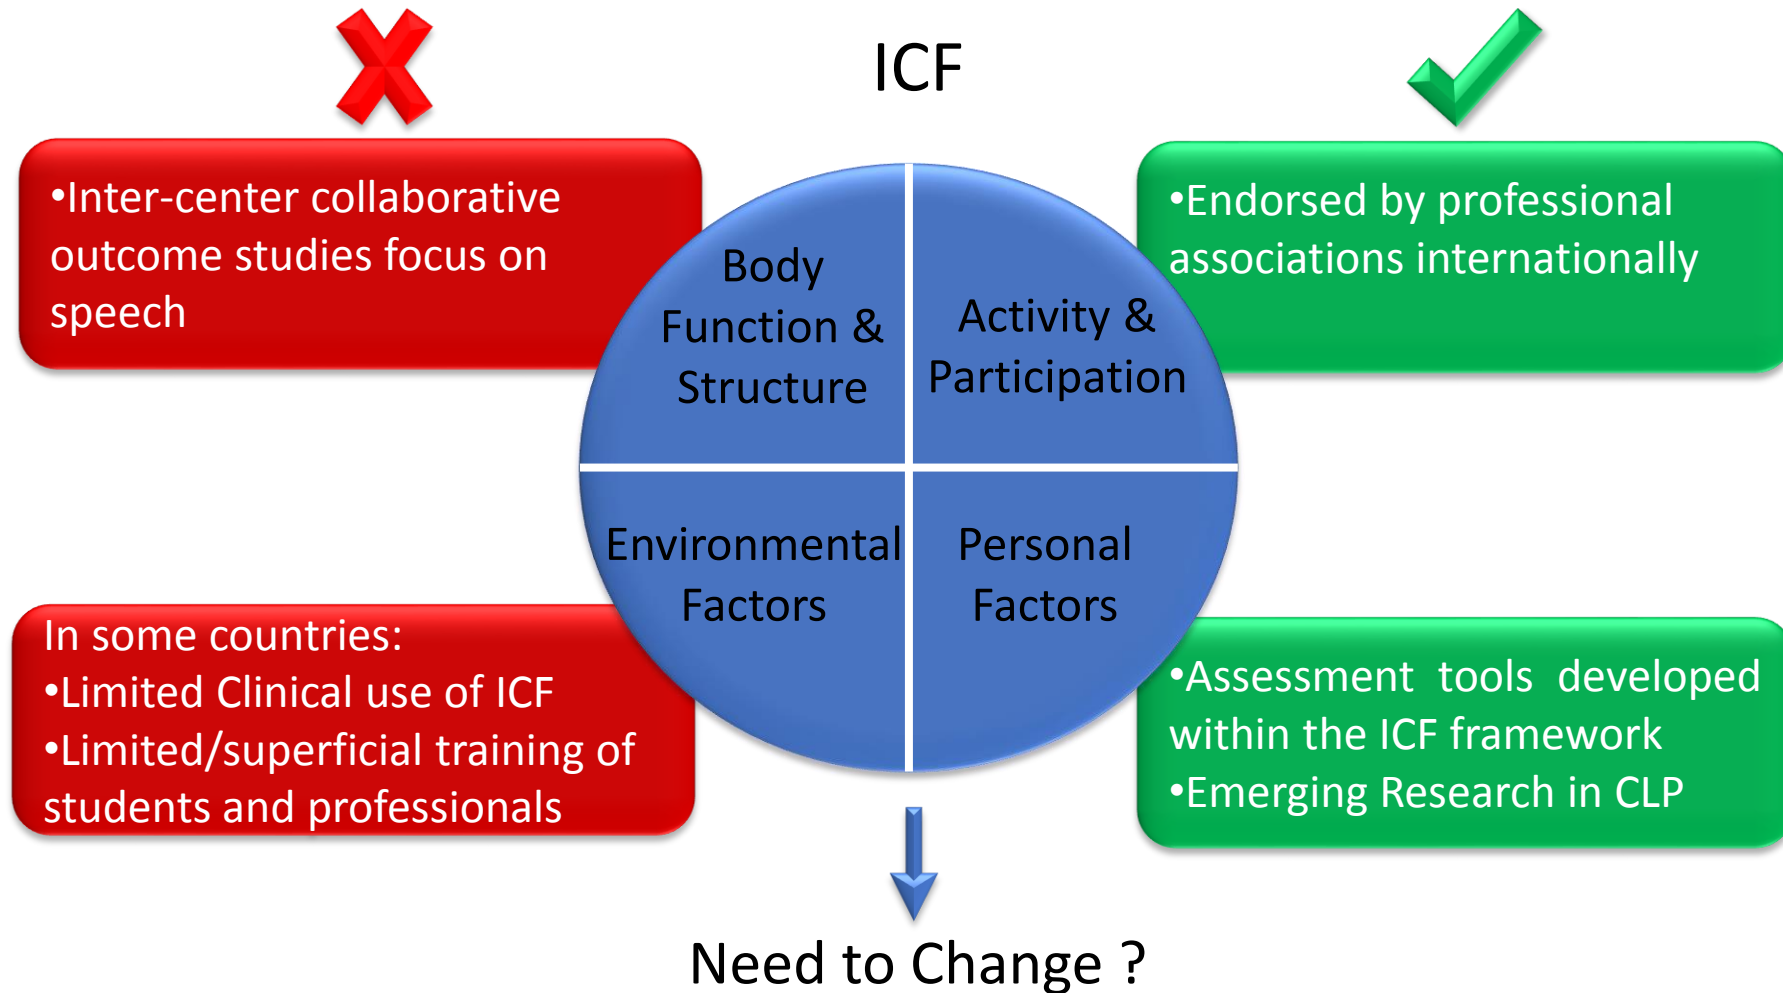 ICF
•Inter-center collaborative
outcome studies focus on
speech
•Endorsed by professional
associations internationally
Body
Function &
Structure
Activity &
Participation
Environmental
Factors
Personal
Factors
In some countries:
•Limited Clinical use of ICF
•Limited/superficial training of
students and professionals
•Assessment tools developed
within the ICF framework
•Emerging Research in CLP
Need to Change ?